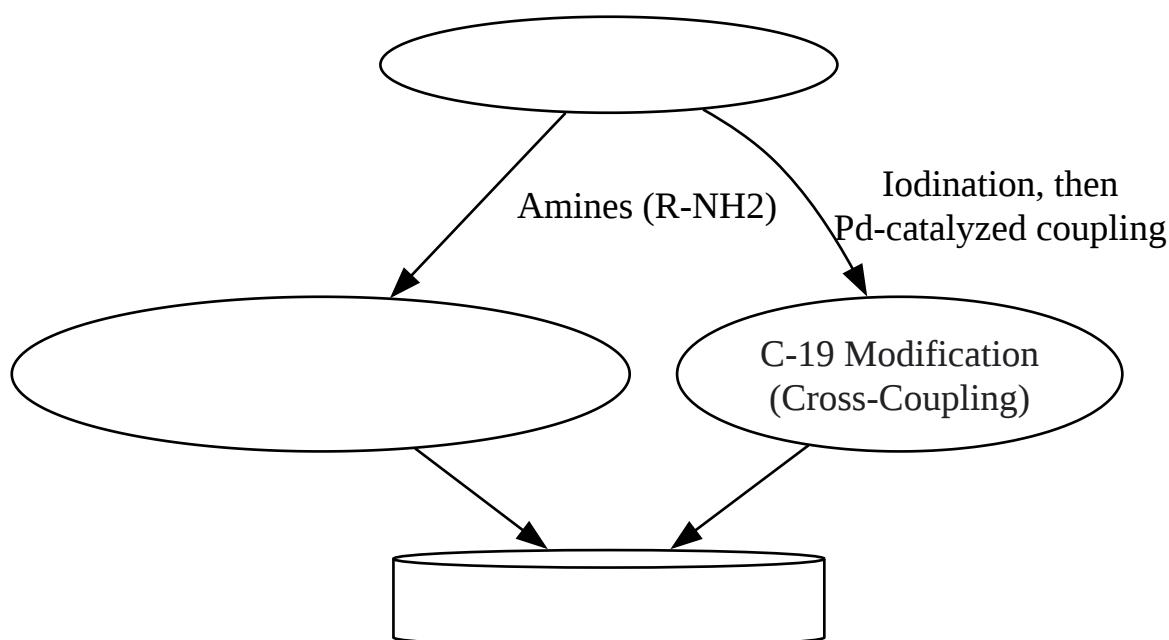 Amines (R-NH2)
Iodination, then
Pd-catalyzed coupling
C-19 Modification
(Cross-Coupling)